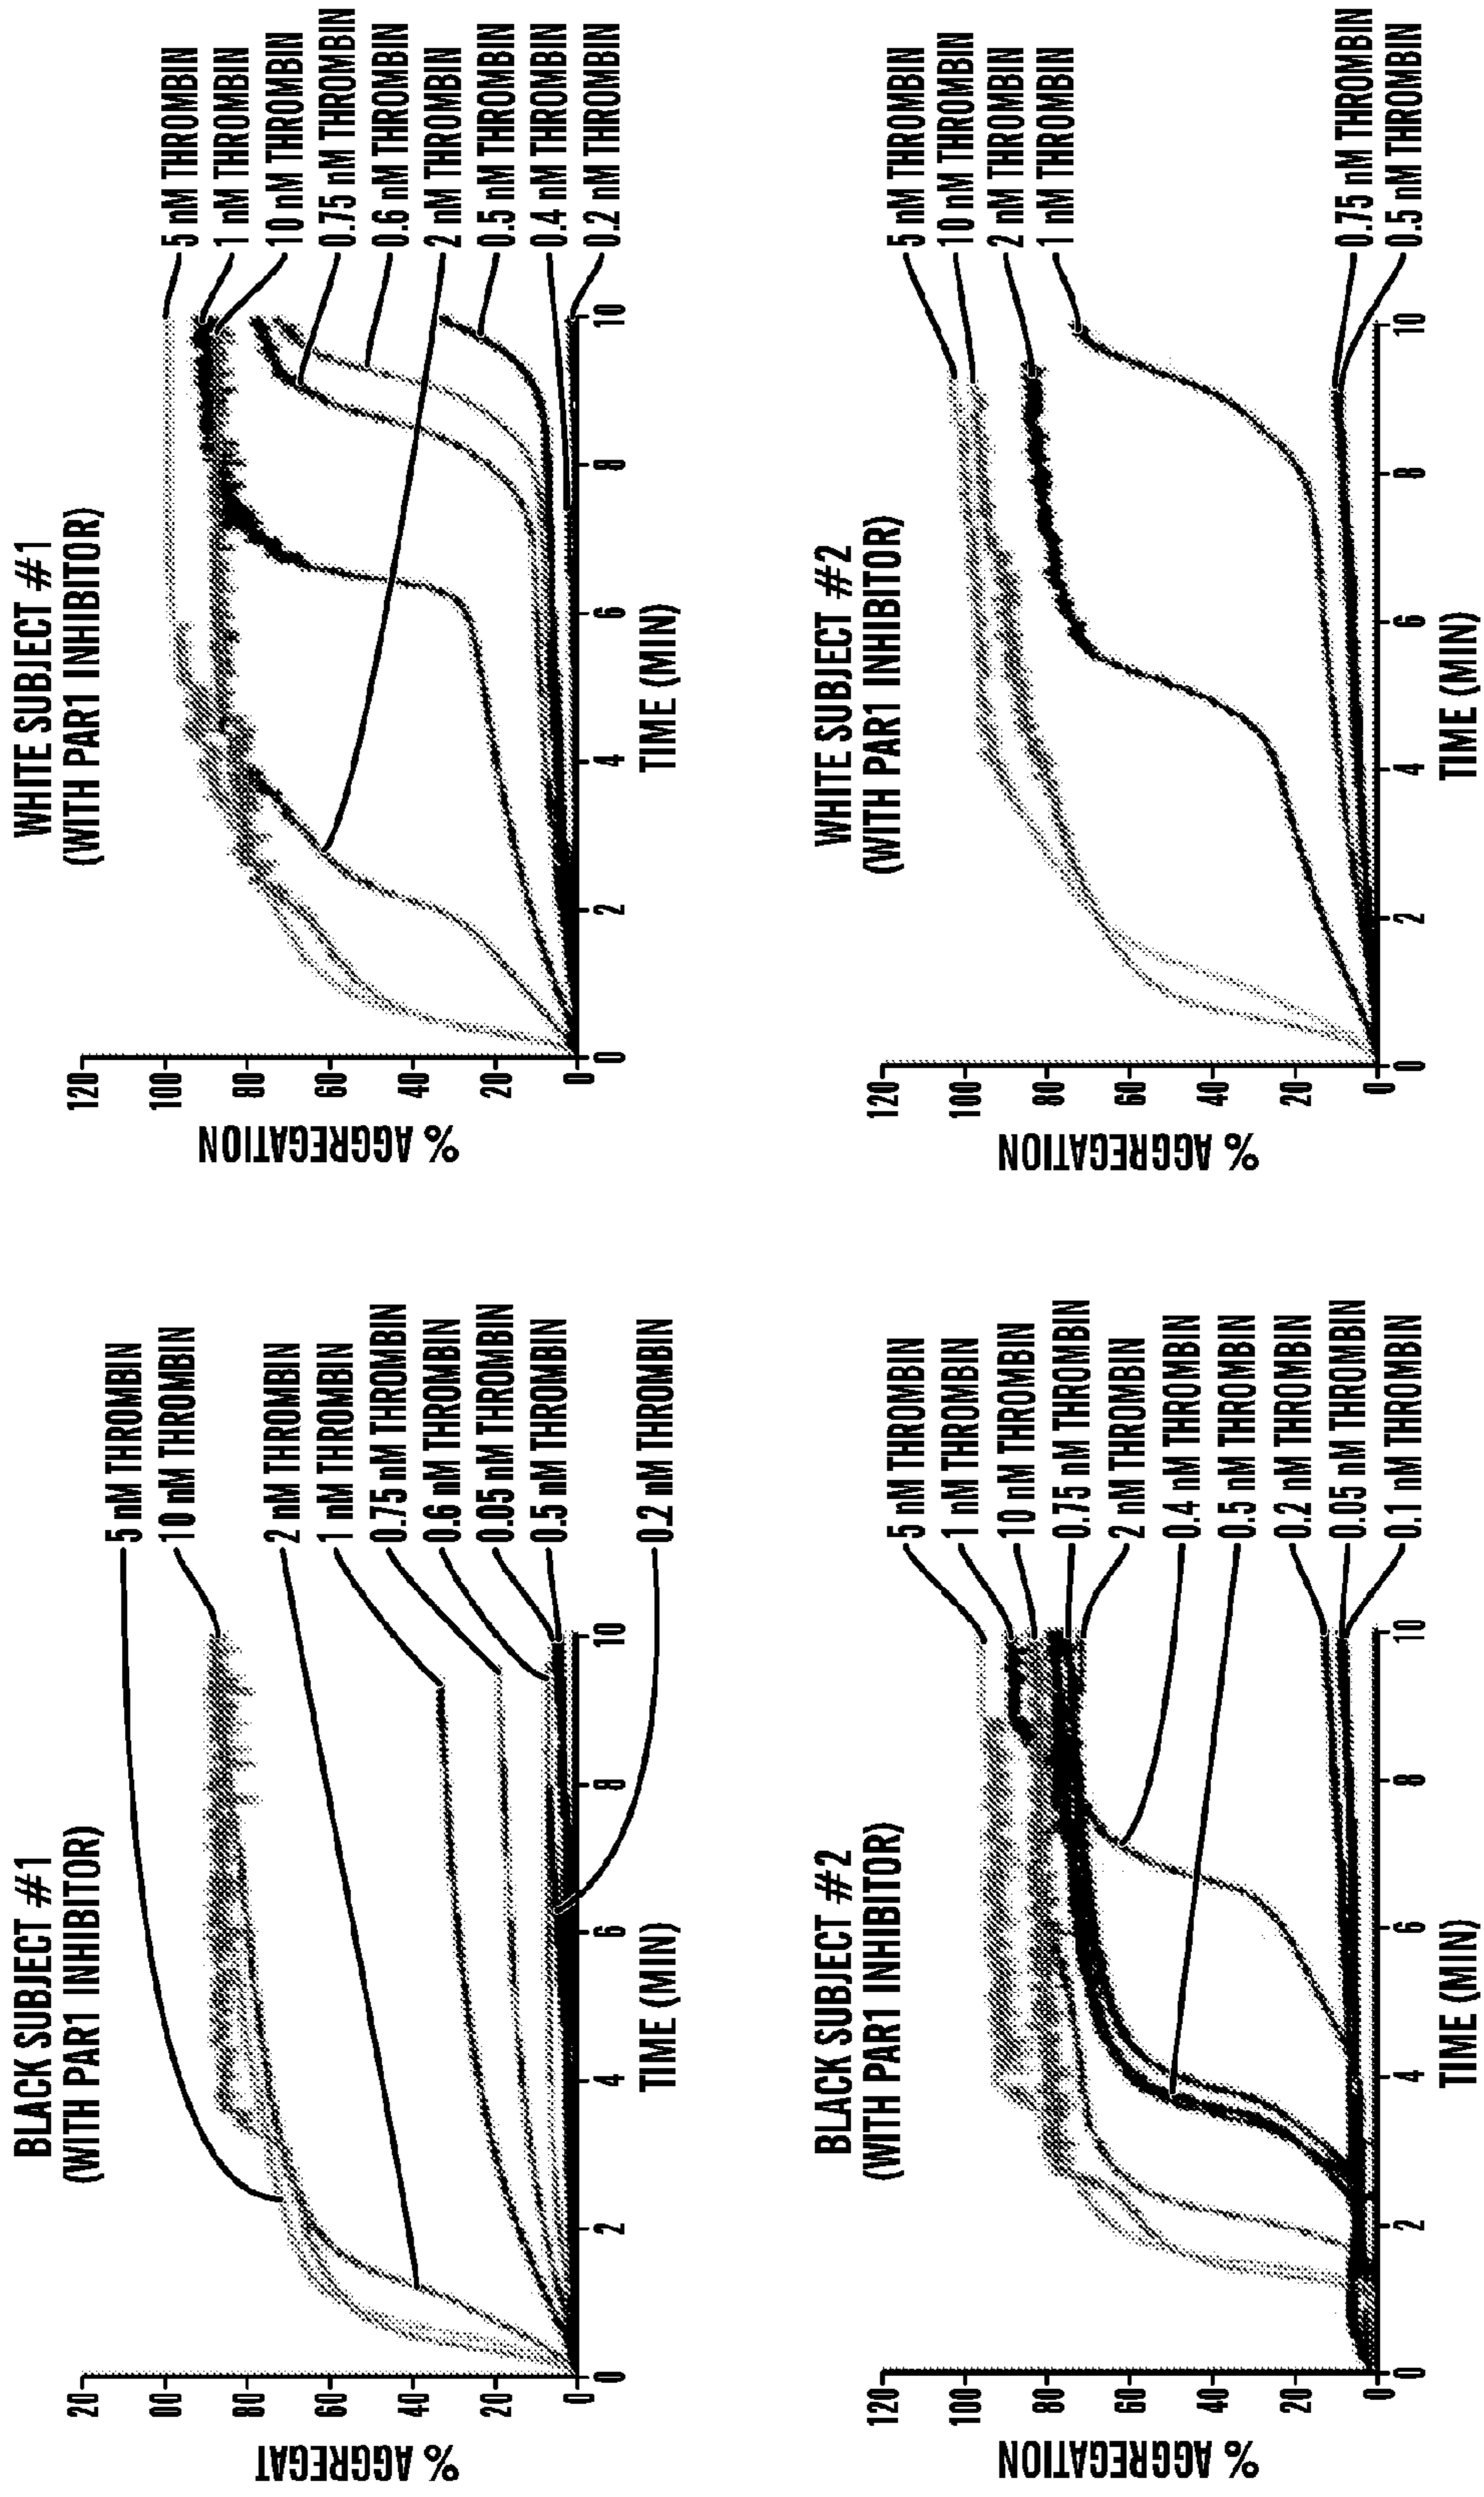 BLACK SUBJECT #1
(WITH PAR1 INHIBITOR)
% AGGREGAT
20
00
80
60
40
20
0
0
2
4
6
8
10
TIME (MIN)
5 nM THROMBIN
10 nM THROMBIN
2 nM THROMBIN
1 nM THROMBIN
0.75 nM THROMBIN
0.6 nM THROMBIN
0.05 nM THROMBIN
0.5 nM THROMBIN
0.2 nM THROMBIN
WHITE SUBJECT #1
(WITH PAR1 INHIBITOR)
% AGGREGATION
120
100
80
60
40
20
0
0
2
4
6
8
10
TIME (MIN)
5 nM THROMBIN
1 nM THROMBIN
10 nM THROMBIN
0.75 nM THROMBIN
0.6 nM THROMBIN
2 nM THROMBIN
0.5 nM THROMBIN
0.4 nM THROMBIN
0.2 nM THROMBIN
BLACK SUBJECT #2
(WITH PAR1 INHIBITOR)
% AGGREGATION
120
100
80
60
40
20
0
0
2
4
6
8
10
TIME (MIN)
5 nM THROMBIN
1 nM THROMBIN
10 nM THROMBIN
0.75 nM THROMBIN
2 nM THROMBIN
0.4 nM THROMBIN
0.5 nM THROMBIN
0.2 nM THROMBIN
0.05 nM THROMBIN
0.1 nM THROMBIN
WHITE SUBJECT #2
(WITH PAR1 INHIBITOR)
% AGGREGATION
120
100
80
60
40
20
0
0
2
4
6
8
10
TIME (MIN)
5 nM THROMBIN
10 nM THROMBIN
2 nM THROMBIN
1 nM THROMBIN
0.75 nM THROMBIN
0.5 nM THROMBIN